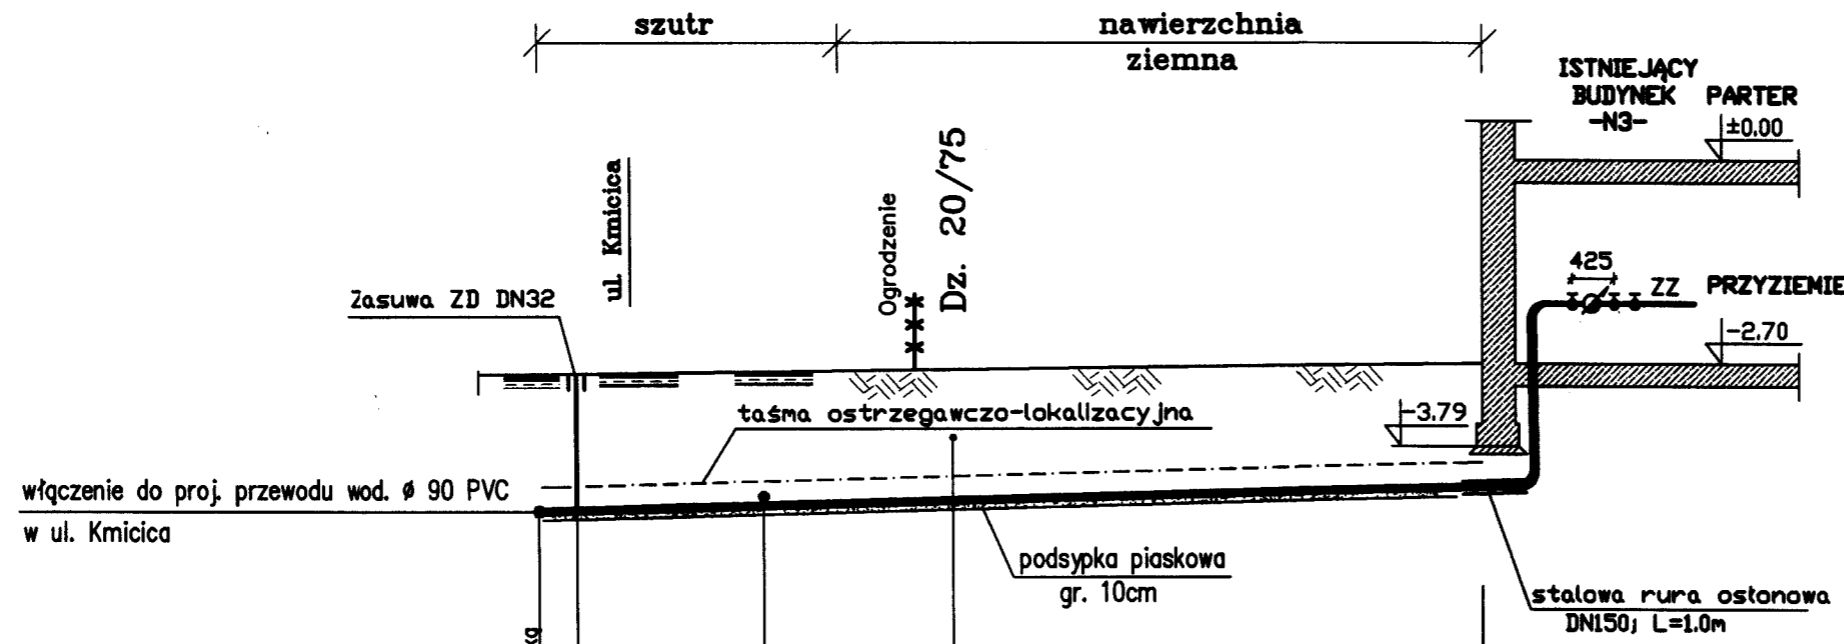 szutr
nawierzchnia
ziemna
ISTNIEJĄCY
BUDYNEK
-N3-
PARTER
±0.00
ul. Kmicica
Ogrodzenie
Dz. 20/75
Zasuwa ZD DN32
425
ZZ
PRZYZIEMIE
-2.70
taśma ostrzegawczo-lokalizacyjna
-3.79
włączenie do proj. przewodu wod. ø 90 PVC
w ul. Kmicica
podsypka piaskowa
gr. 10cm
stalowa rura osłonowa
DN150; L=1.0m